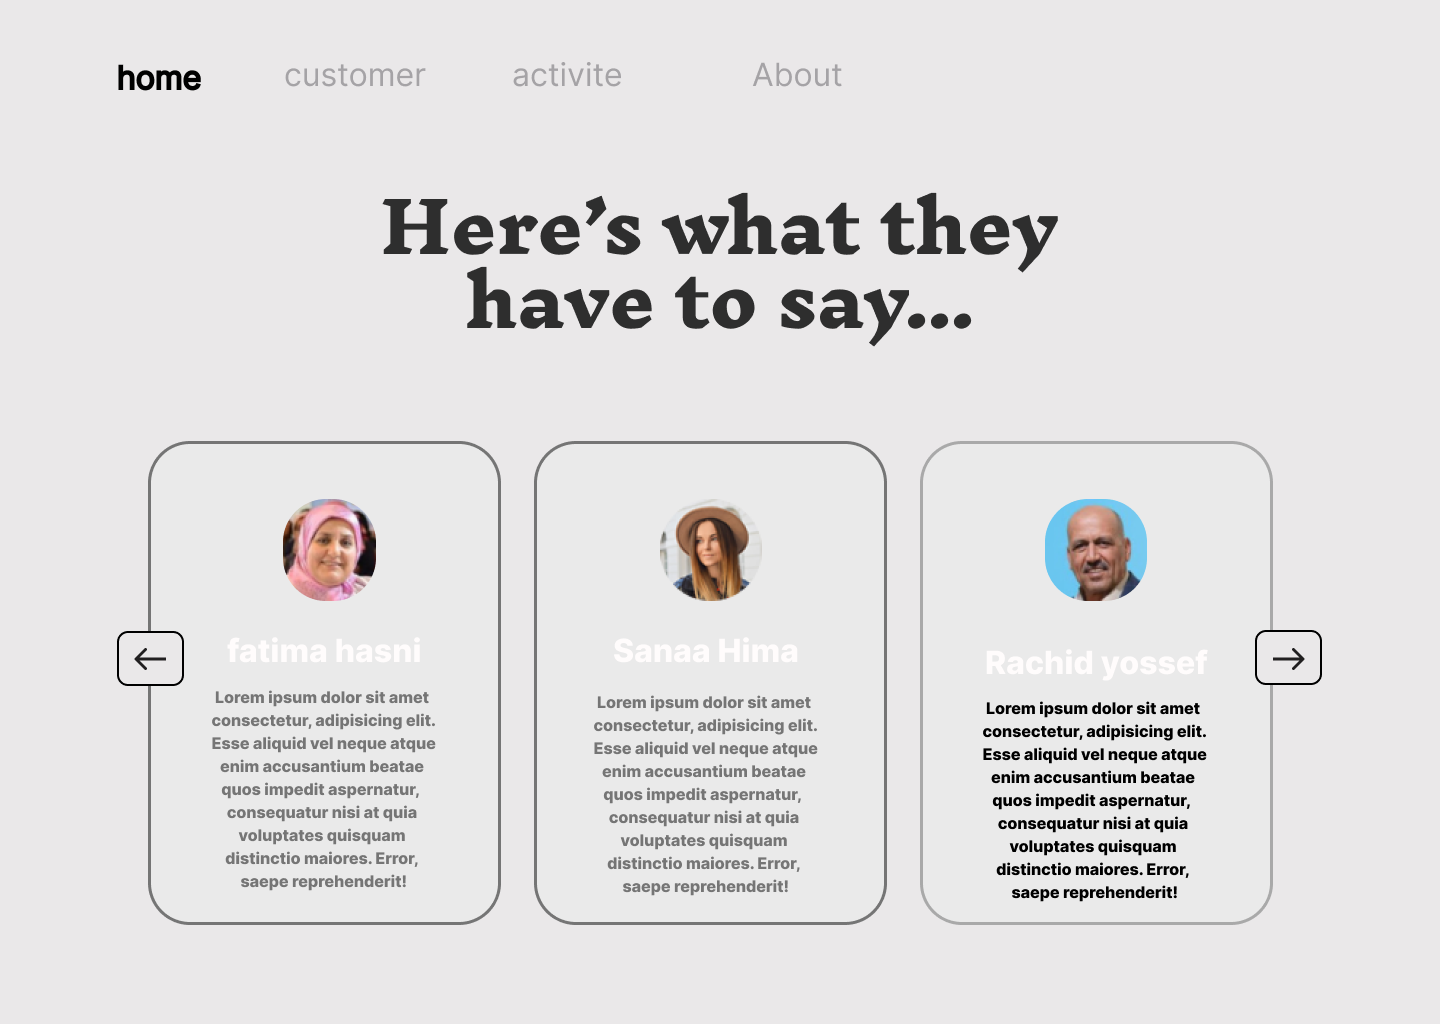 home customer activite About
Here’s what they
have to say...
fatima hasni
Lorem ipsum dolor sit amet
consectetur, adipisicing elit.
Esse aliquid vel neque atque
enim accusantium beatae
quos impedit aspernatur,
consequatur nisi at quia
voluptates quisquam
distinctio maiores. Error,
saepe reprehenderit!
Sanaa Hima
Lorem ipsum dolor sit amet
consectetur, adipisicing elit.
Esse aliquid vel neque atque
enim accusantium beatae
quos impedit aspernatur,
consequatur nisi at quia
voluptates quisquam
distinctio maiores. Error,
saepe reprehenderit!
Rachid yossef
Lorem ipsum dolor sit amet
consectetur, adipisicing elit.
Esse aliquid vel neque atque
enim accusantium beatae
quos impedit aspernatur,
consequatur nisi at quia
voluptates quisquam
distinctio maiores. Error,
saepe reprehenderit!